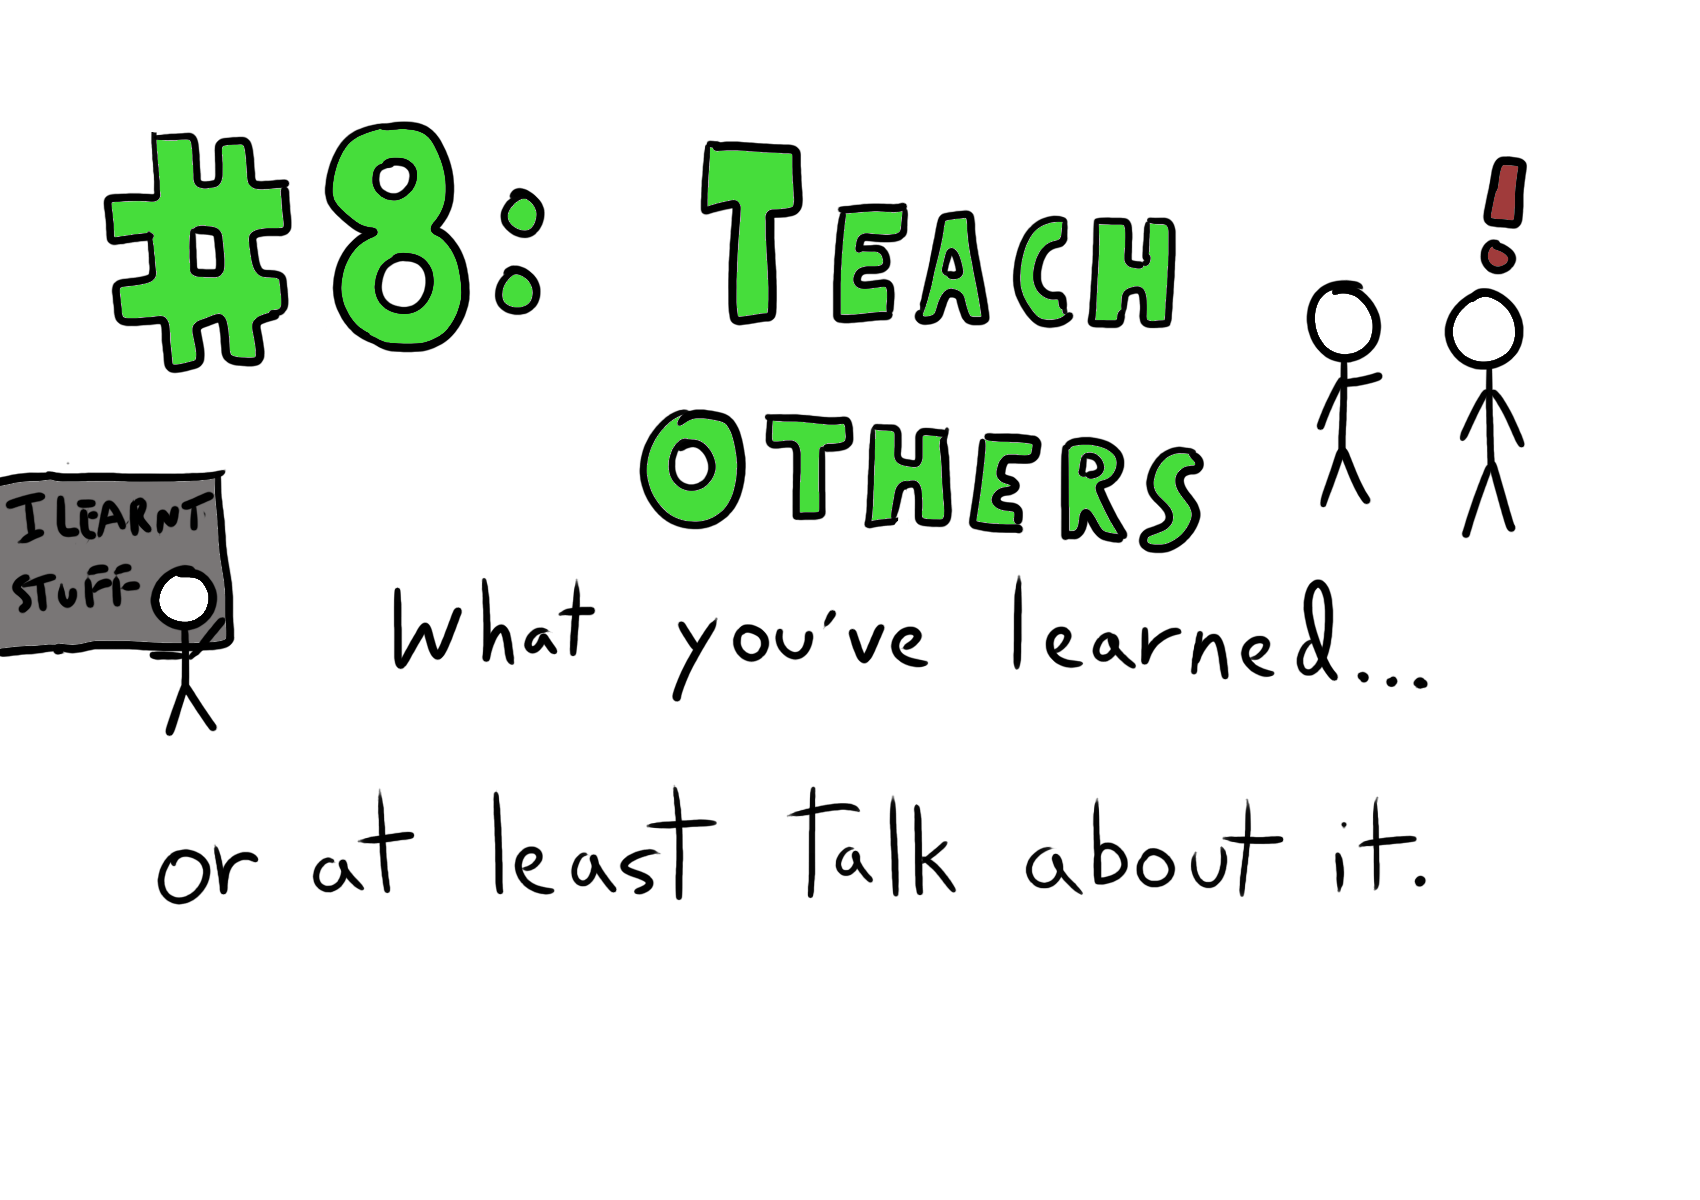 #8: TEACH
OTHERS
I LEARNT
STUFF
What you've learned...
or at least talk about it.